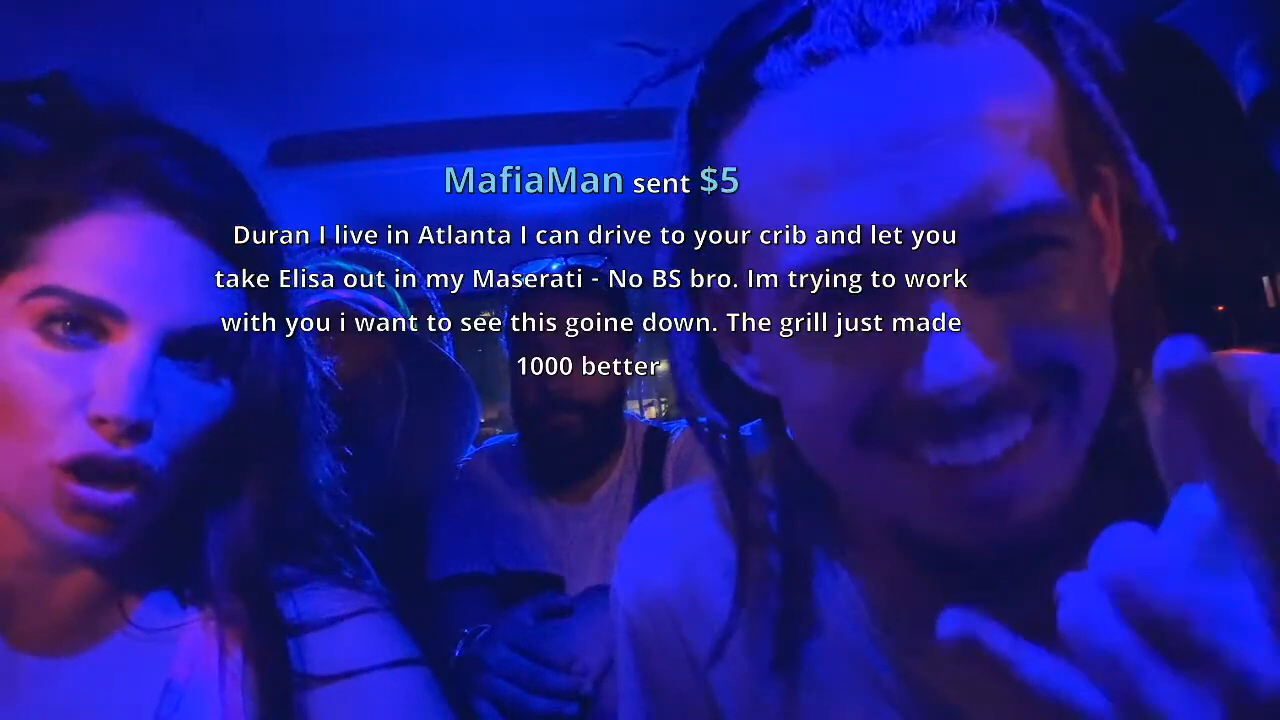 MafiaMan sent $5
Duran I live in Atlanta I can drive to your crib and let you
take Elisa out in my Maserati - No BS bro. Im trying to work
with you i want to see this goine down. The grill just made
1000 better